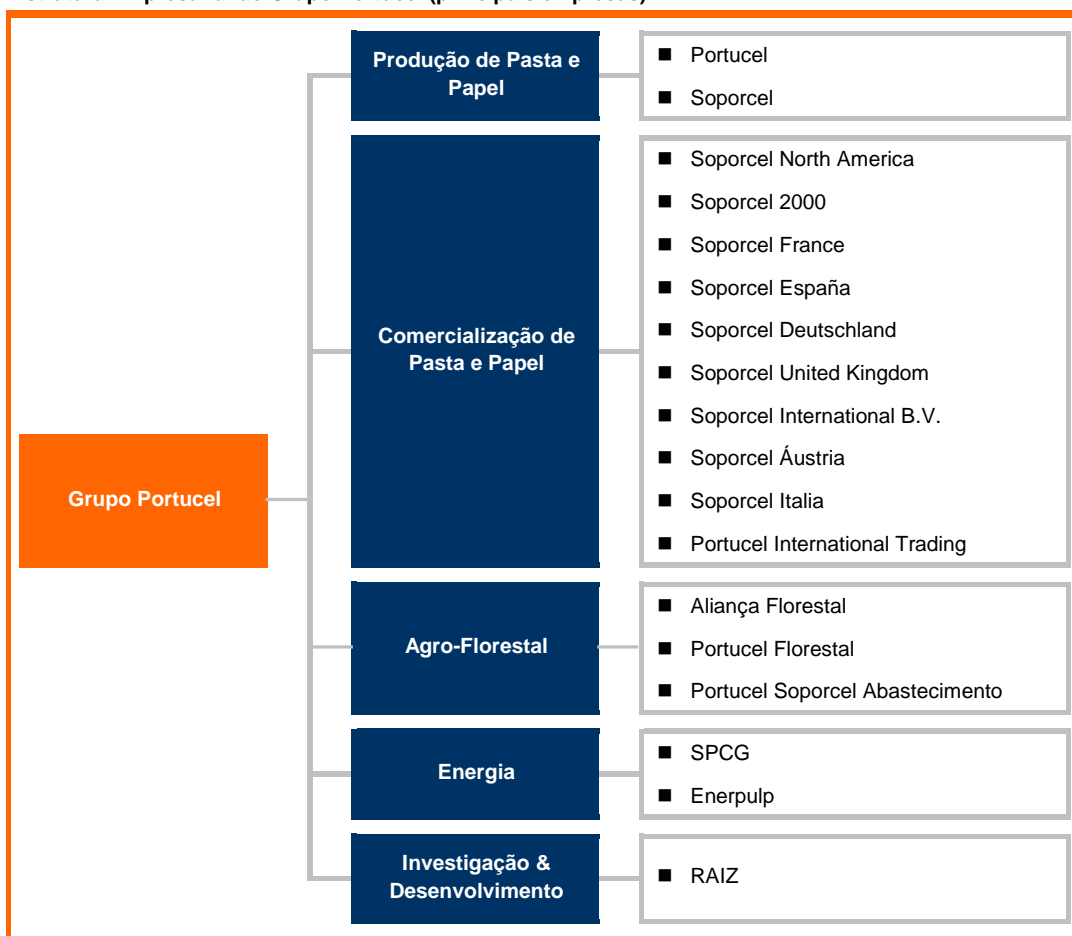 Grupo Portucel
Produção de Pasta e
Papel
■ Portucel
■ Soporcel
Comercialização de
Pasta e Papel
■ Soporcel North America
■ Soporcel 2000
■ Soporcel France
■ Soporcel España
■ Soporcel Deutschland
■ Soporcel United Kingdom
■ Soporcel International B.V.
■ Soporcel Áustria
■ Soporcel Italia
■ Portucel International Trading
Agro-Florestal
■ Aliança Florestal
■ Portucel Florestal
■ Portucel Soporcel Abastecimento
Energia
■ SPCG
■ Enerpulp
Investigação &
Desenvolvimento
■ RAIZ